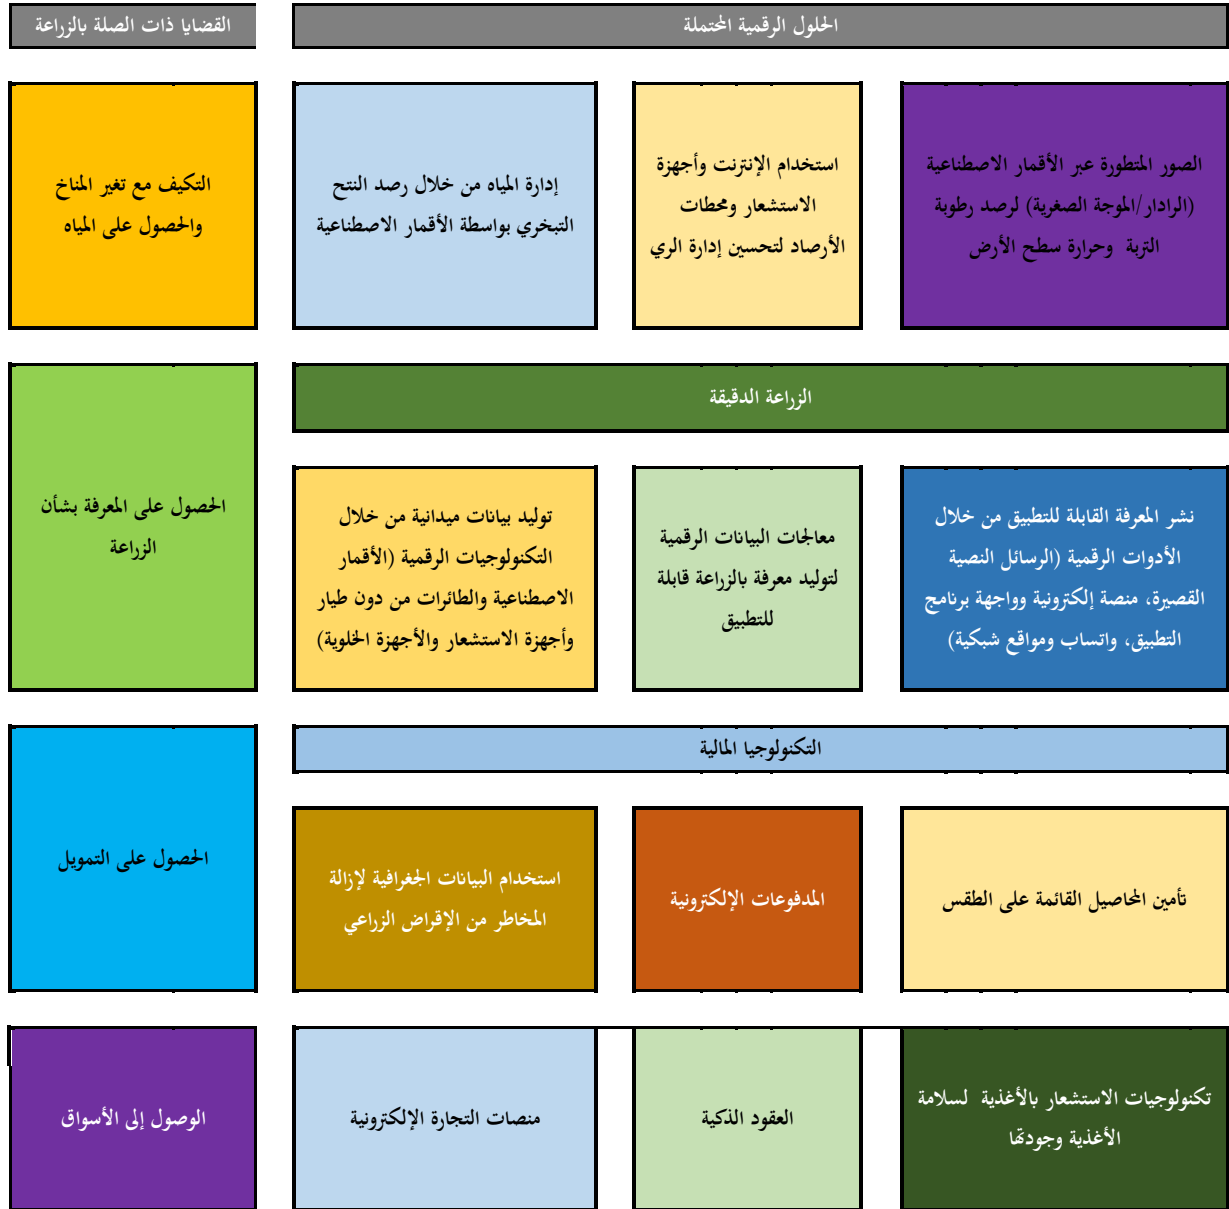 القضايا ذات الصلة بالزراعة
الحلول الرقمية المحتملة
التكيف مع تغير المناخ
والحصول على المياه
إدارة المياه من خلال رصد النتح
التبخري بواسطة الأقمار الاصطناعية
استخدام الإنترنت وأجهزة
الاستشعار ومحطات
الأرصاد لتحسين إدارة الري
الصور المتطورة عبر الأقمار الاصطناعية
(الرادار/الموجة الصغرية) لرصد رطوبة
التربة وحرارة سطح الأرض
الحصول على المعرفة بشأن
الزراعة
الزراعة الدقيقة
توليد بيانات ميدانية من خلال
التكنولوجيات الرقمية (الأقمار
الاصطناعية والطائرات من دون طيار
وأجهزة الاستشعار والأجهزة الخلوية)
معالجات البيانات الرقمية
لتوليد معرفة بالزراعة قابلة
للتطبيق
نشر المعرفة القابلة للتطبيق من خلال
الأدوات الرقمية (الرسائل النصية
القصيرة، منصة إلكترونية وواجهة برنامج
التطبيق، واتساب ومواقع شبكية)
الحصول على التمويل
التكنولوجيا المالية
استخدام البيانات الجغرافية لإزالة
المخاطر من الإقراض الزراعي
المدفوعات الإلكترونية
تأمين المحاصيل القائمة على الطقس
الوصول إلى الأسواق
منصات التجارة الإلكترونية
العقود الذكية
تكنولوجيات الاستشعار بالأغذية لسلامة
الأغذية وجودتها